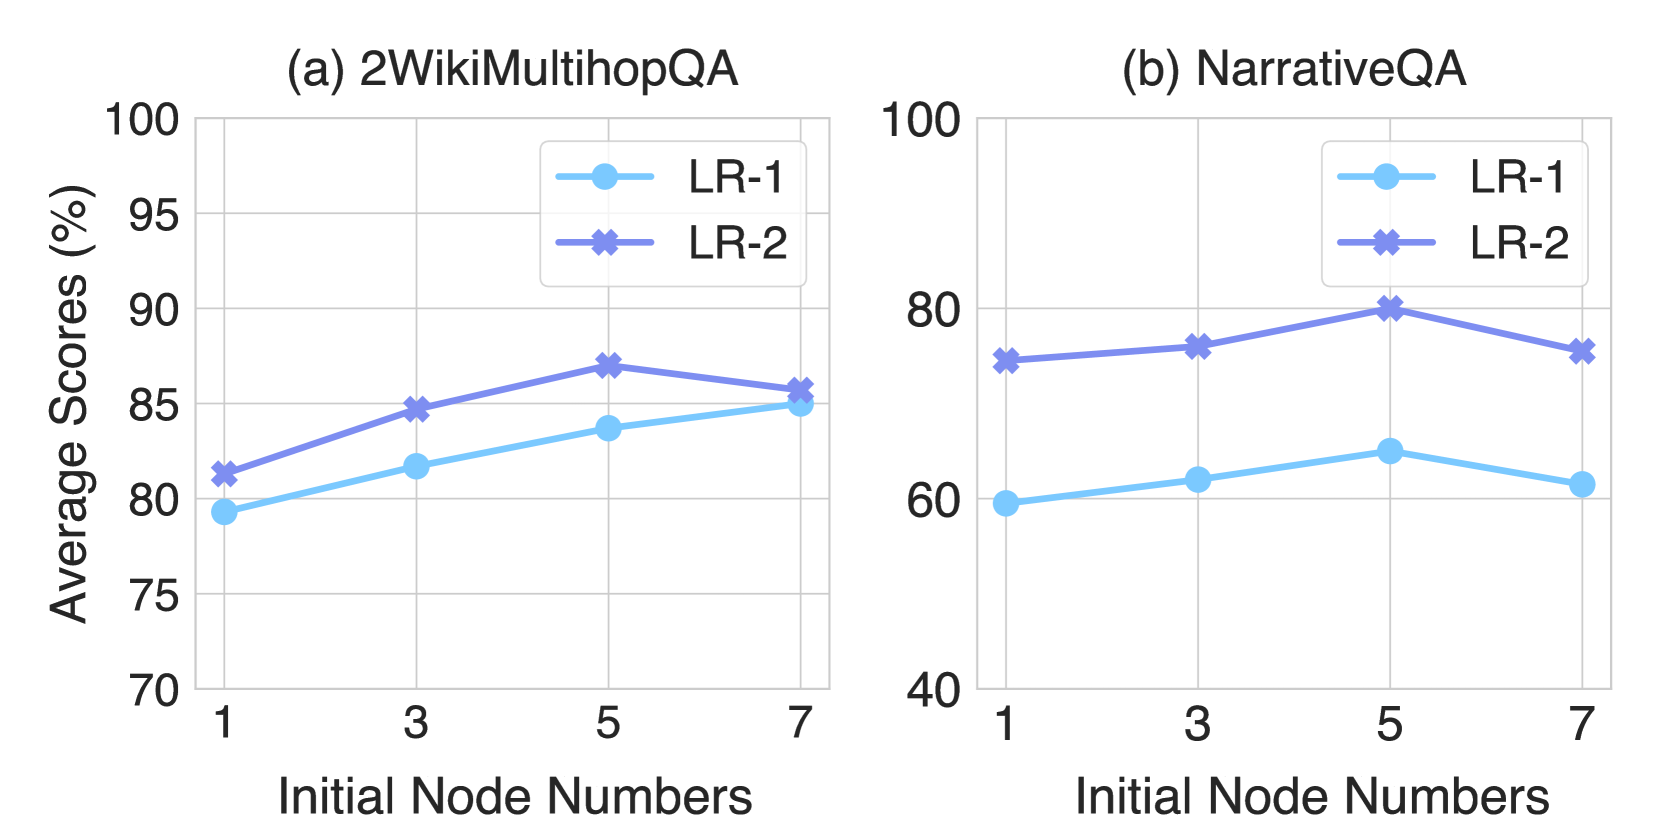 (a) 2WikiMultihopQA
Average Scores (%)
100
95
90
85
80
75
70
LR-1
LR-2
1 3 5 7
Initial Node Numbers
(b) NarrativeQA
100
80
60
40
LR-1
LR-2
1 3 5 7
Initial Node Numbers